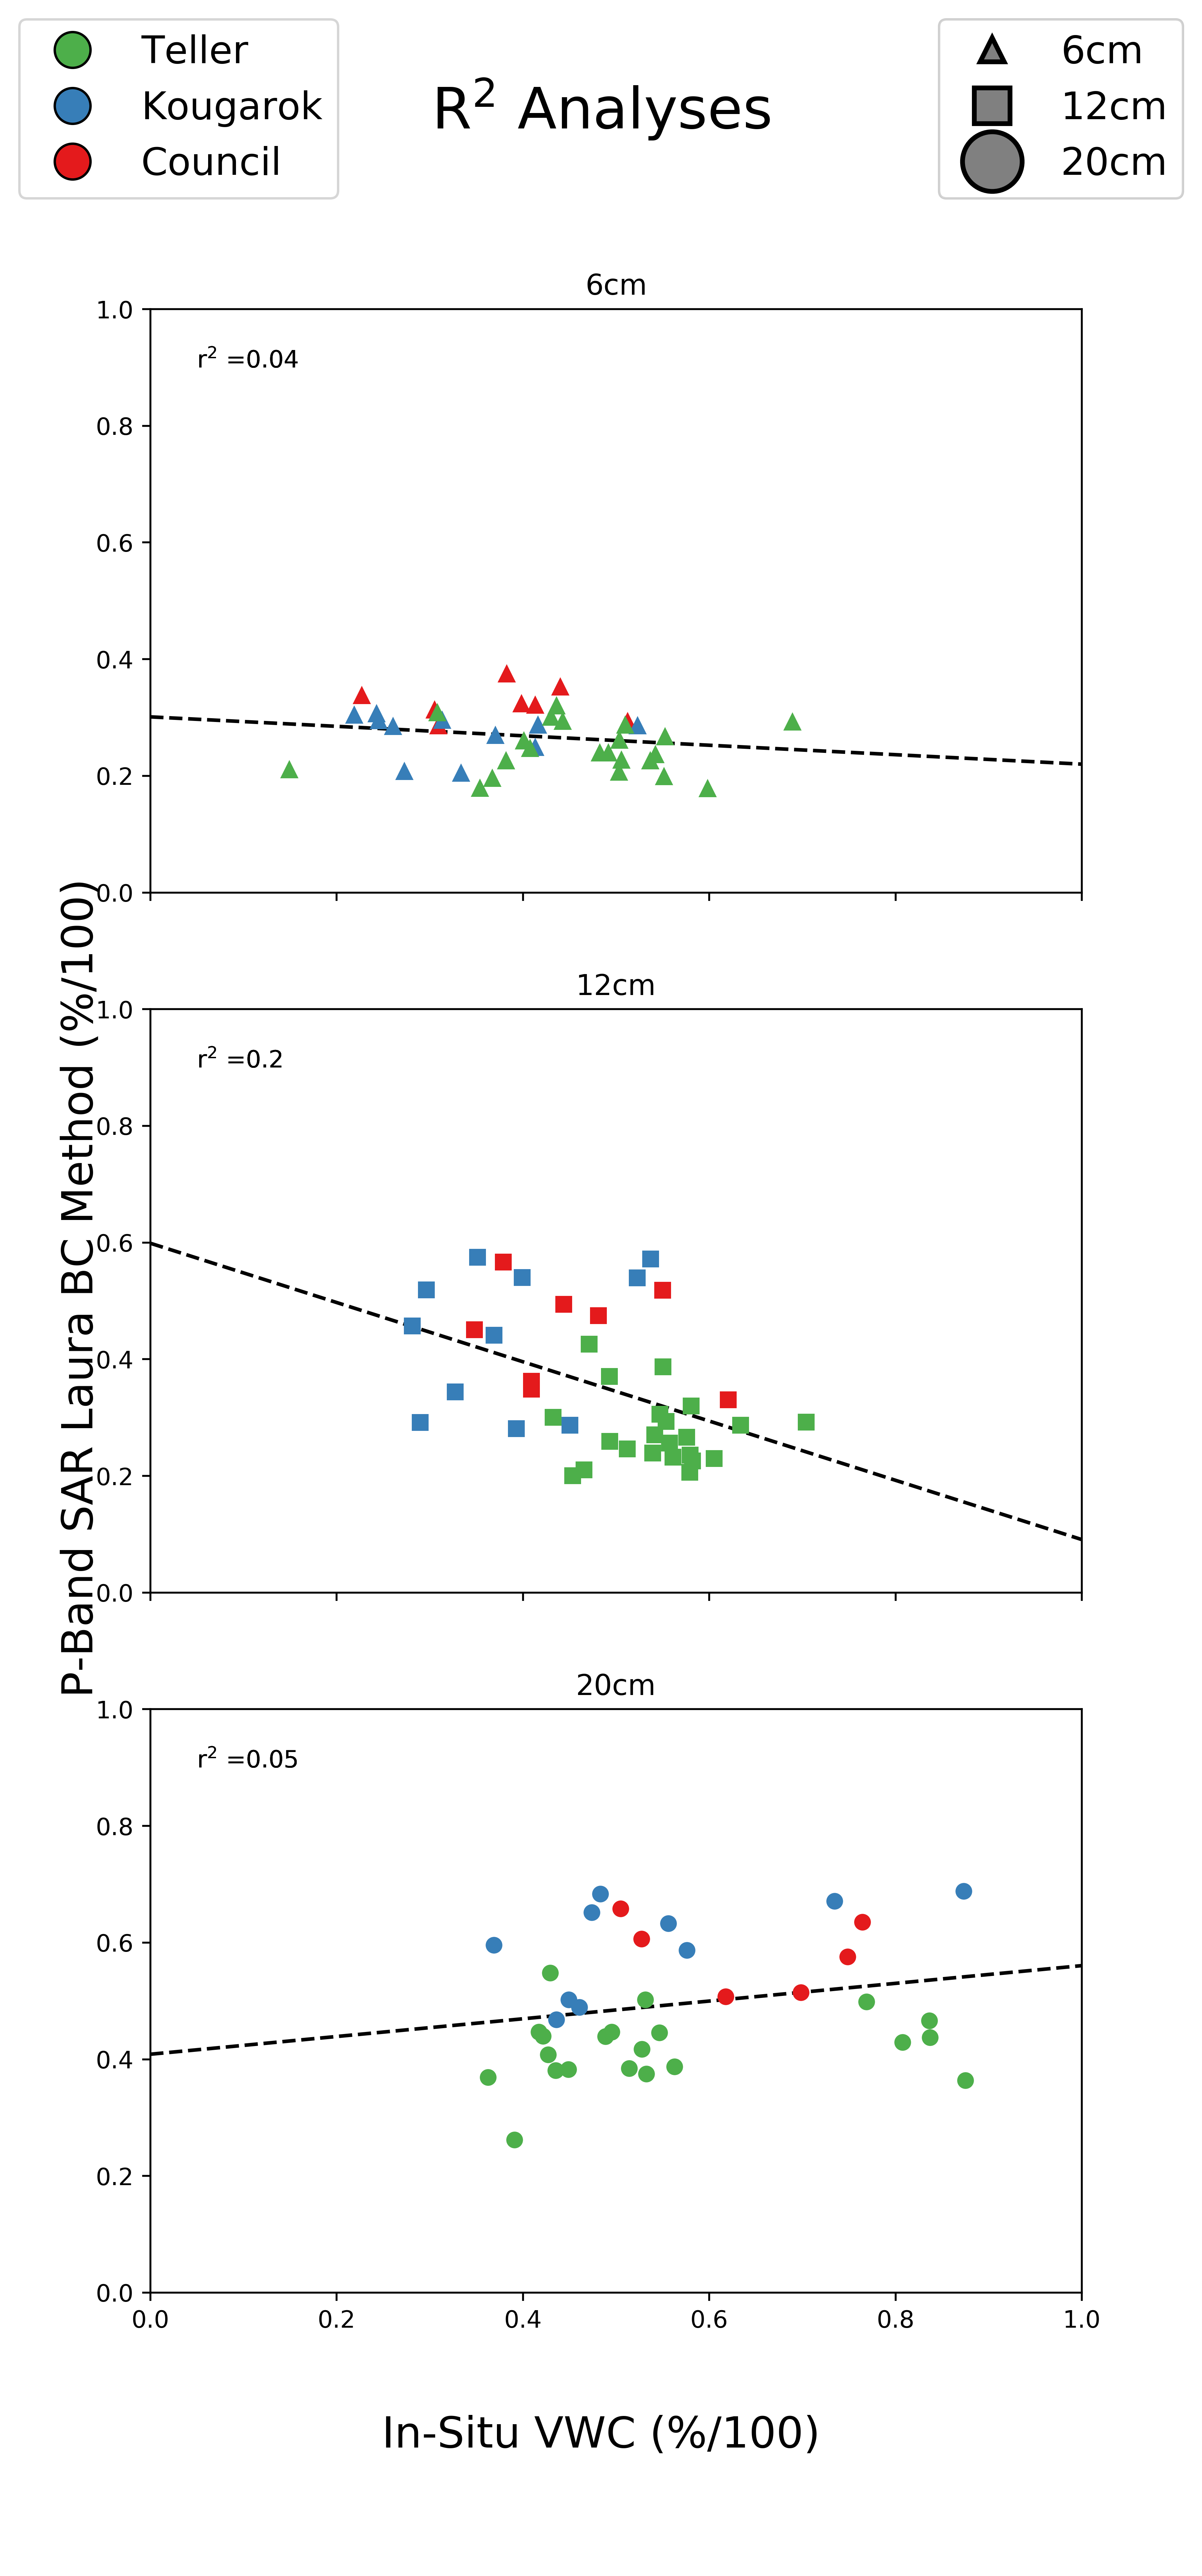 Teller
Kougarok
Council
R² Analyses
6cm
12cm
20cm
6cm
1.0
0.8
0.6
0.4
0.2
0.0
r² =0.04
P-Band SAR Laura BC Method (%/100)
12cm
1.0
0.8
0.6
0.4
0.2
0.0
r² =0.2
20cm
1.0
0.8
0.6
0.4
0.2
0.0
r² =0.05
0.0 0.2 0.4 0.6 0.8 1.0
In-Situ VWC (%/100)